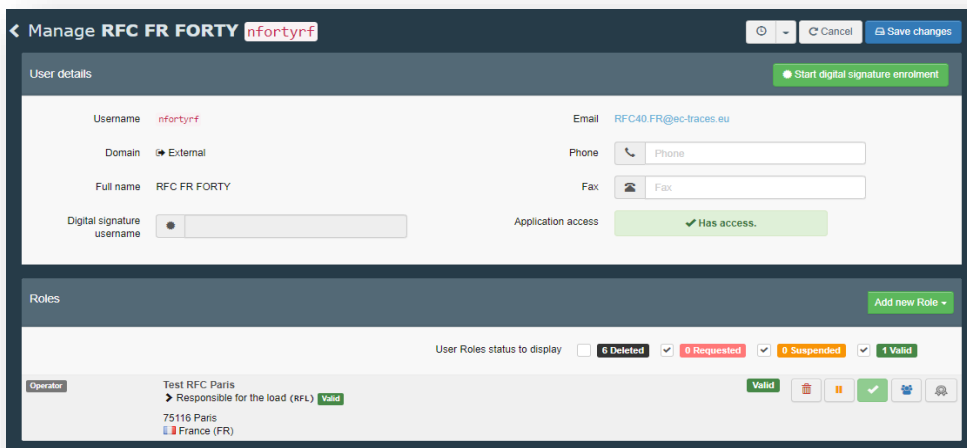 Manage RFC FR FORTY nfortyrf
Cancel
Save changes
User details
Start digital signature enrolment
Username nfortyrf
Email RFC40.FR@ec-traces.eu
Domain External
Phone Phone
Full name RFC FR FORTY
Fax Fax
Digital signature username
Application access Has access.
Roles
Add new Role
User Roles status to display 6 Deleted 0 Requested 0 Suspended 1 Valid
Operator
Test RFC Paris
Valid
Responsible for the load (RFL) Valid
75116 Paris
France (FR)